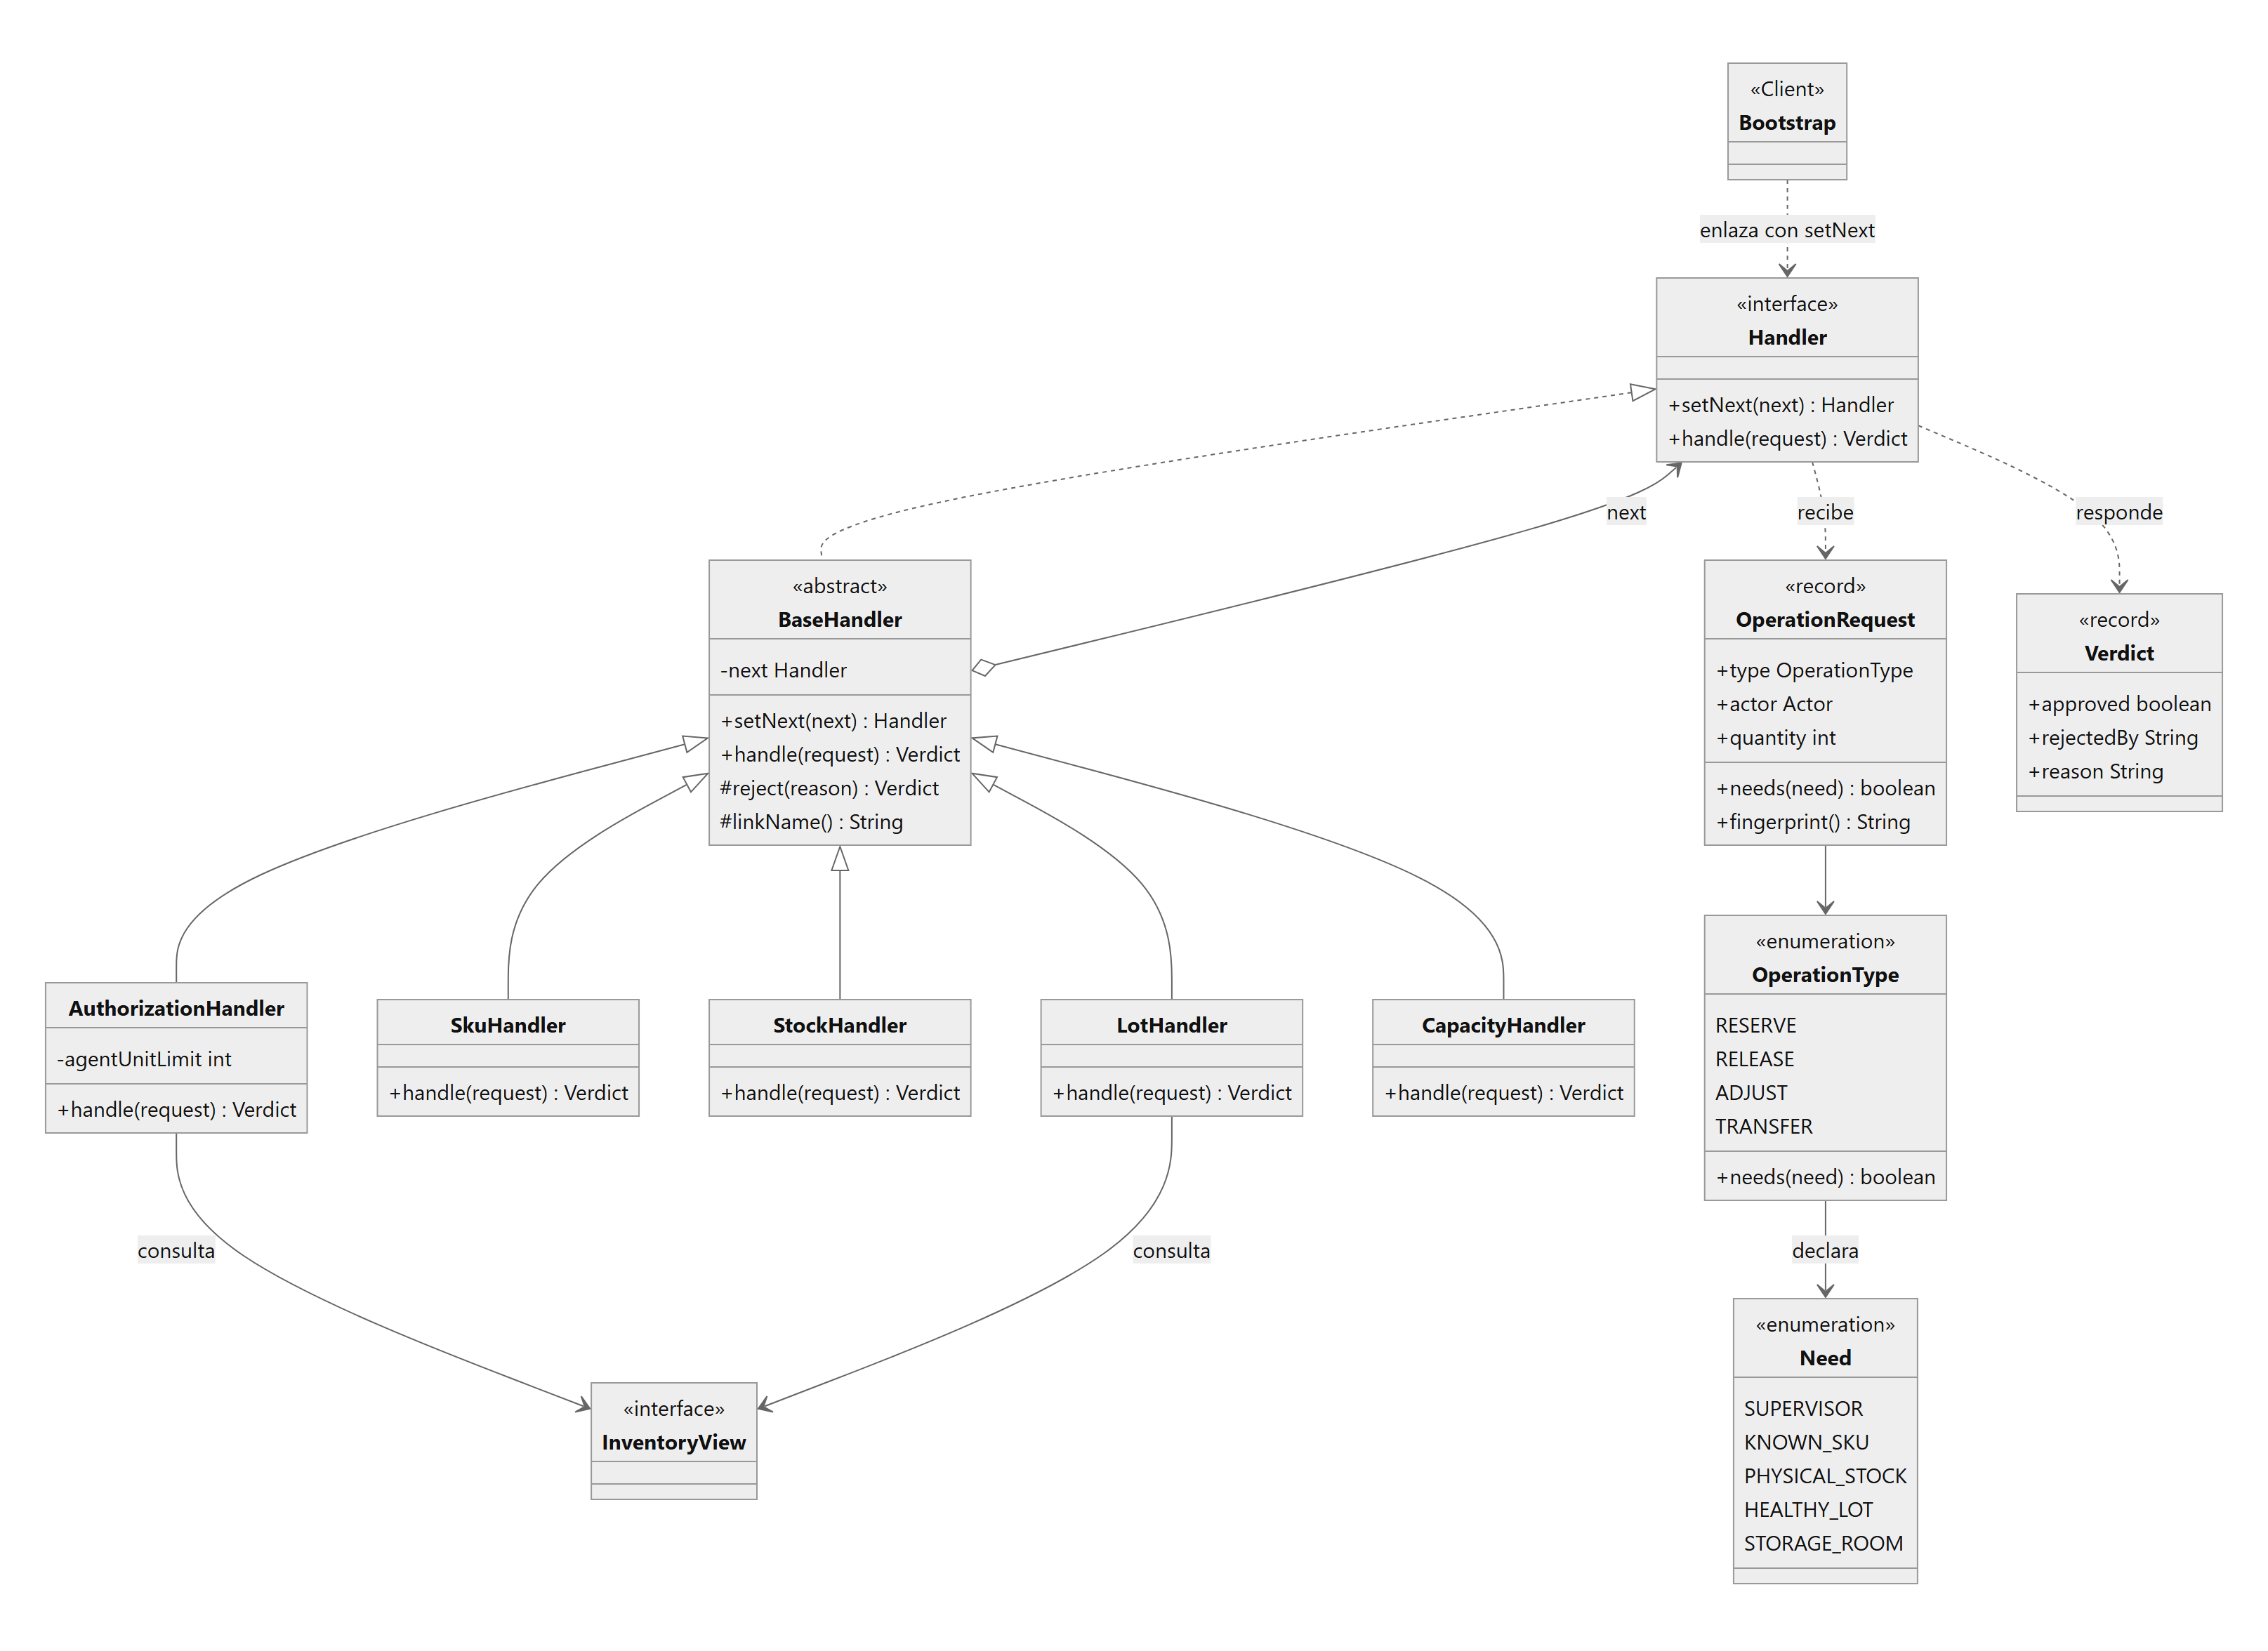 «Client»
Bootstrap
enlaza con setNext
«interface»
Handler
+setNext(next) : Handler
+handle(request) : Verdict
next
recibe
responde
«abstract»
BaseHandler
-next Handler
+setNext(next) : Handler
+handle(request) : Verdict
#reject(reason) : Verdict
#linkName() : String
«record»
OperationRequest
+type OperationType
+actor Actor
+quantity int
+needs(need) : boolean
+fingerprint() : String
«record»
Verdict
+approved boolean
+rejectedBy String
+reason String
AuthorizationHandler
-agentUnitLimit int
+handle(request) : Verdict
SkuHandler
+handle(request) : Verdict
StockHandler
+handle(request) : Verdict
LotHandler
+handle(request) : Verdict
CapacityHandler
+handle(request) : Verdict
«enumeration»
OperationType
RESERVE
RELEASE
ADJUST
TRANSFER
+needs(need) : boolean
consulta
consulta
declara
«interface»
InventoryView
«enumeration»
Need
SUPERVISOR
KNOWN_SKU
PHYSICAL_STOCK
HEALTHY_LOT
STORAGE_ROOM